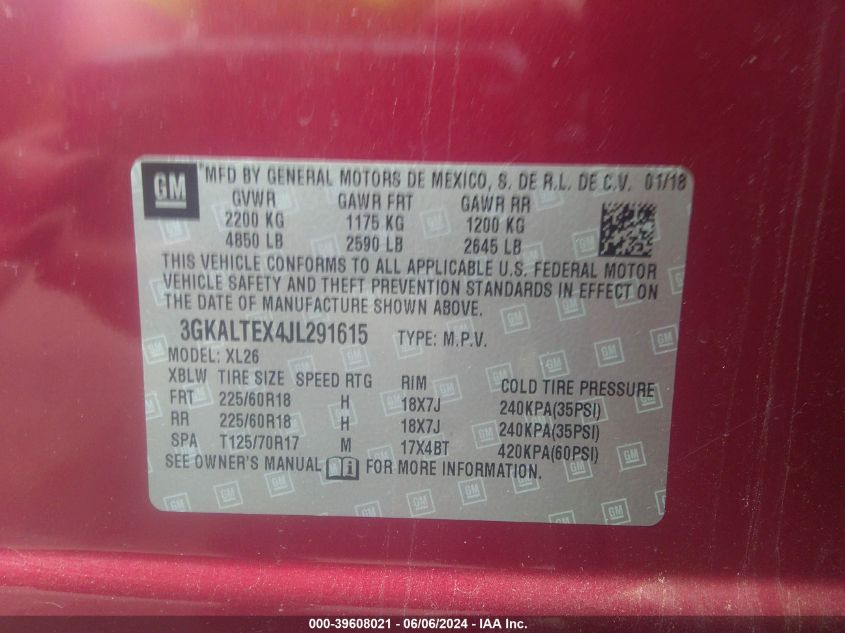 GM MFD BY GENERAL MOTORS DE MEXICO, S. DE R.L. DE C.V. 01/18
GVWR GAWR FRT GAWR RR
2200 KG 1175 KG 1200 KG
4850 LB 2590 LB 2645 LB
THIS VEHICLE CONFORMS TO ALL APPLICABLE U.S. FEDERAL MOTOR
VEHICLE SAFETY AND THEFT PREVENTION STANDARDS IN EFFECT ON
THE DATE OF MANUFACTURE SHOWN ABOVE.
3GKALTEX4JL291615 TYPE: M.P.V.
MODEL: XL26
XBLW TIRE SIZE SPEED RTG RIM COLD TIRE PRESSURE
FRT 225/60R18 H 18X7J 240KPA(35PSI)
RR 225/60R18 H 18X7J 240KPA(35PSI)
SPA T125/70R17 M 17X4BT 420KPA(60PSI)
SEE OWNER'S MANUAL FOR MORE INFORMATION.
000-39608021 - 06/06/2024 - IAA Inc.